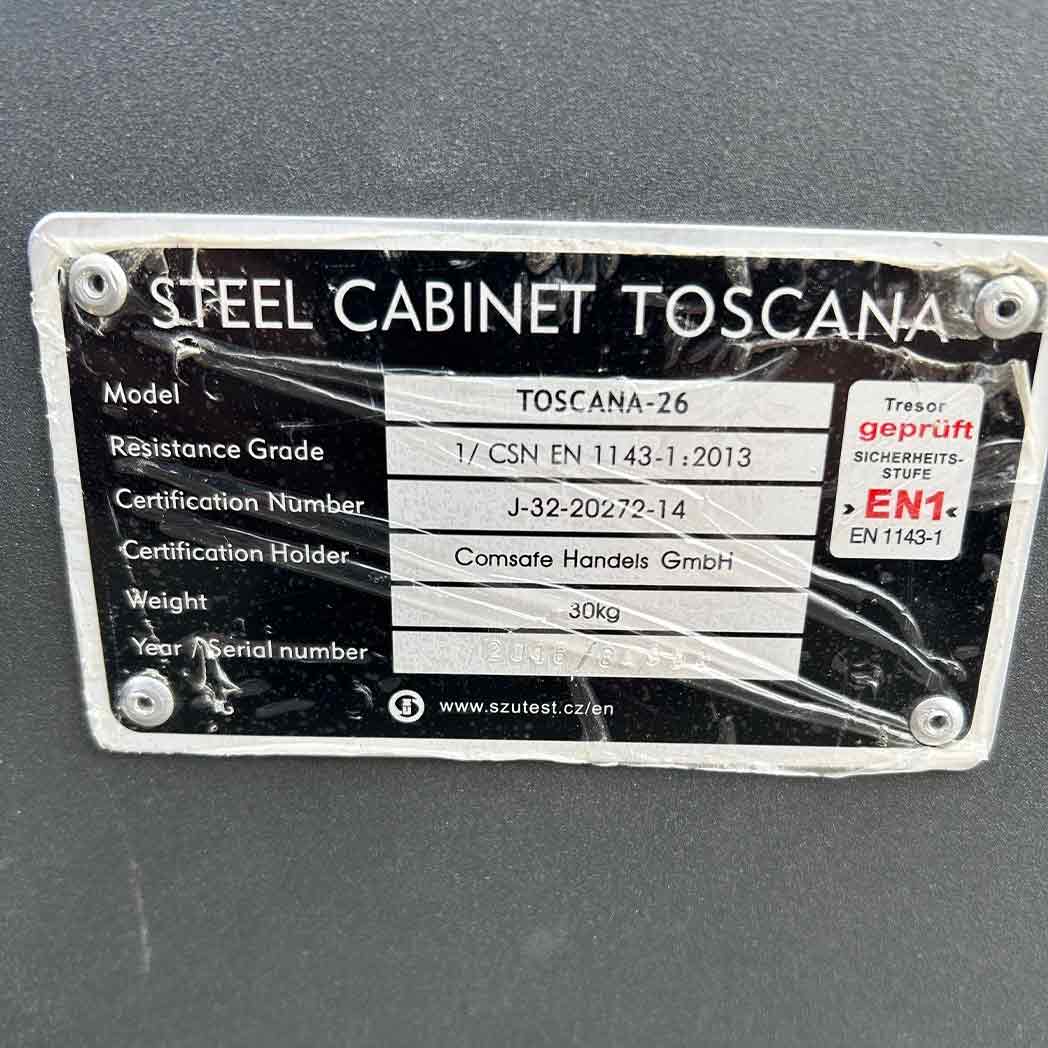 STEEL CABINET TOSCANA
Model TOSCANA-26
Resistance Grade 1/ CSN EN 1143-1:2013
Certification Number J-32-20272-14
Certification Holder Comsafe Handels GmbH
Weight 30kg
Year / Serial number
www.szutest.cz/en
Tresor
geprüft
SICHERHEITS-
STUFE
› EN1 ‹
EN 1143-1